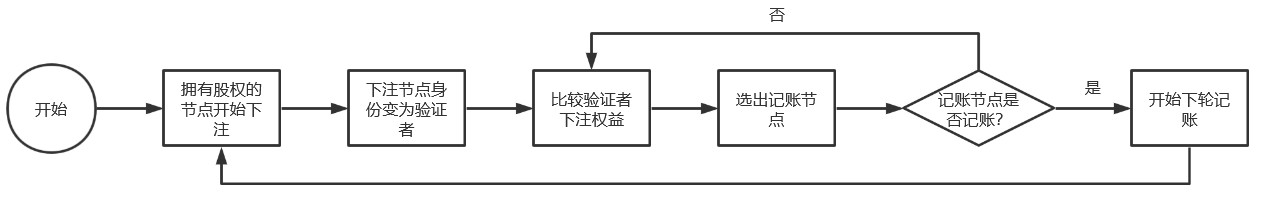 否
开始
拥有股权的
节点开始下
注
下注节点身
份变为验证
者
比较验证者
下注权益
选出记账节
点
记账节点是
否记账?
是
开始下轮记
账